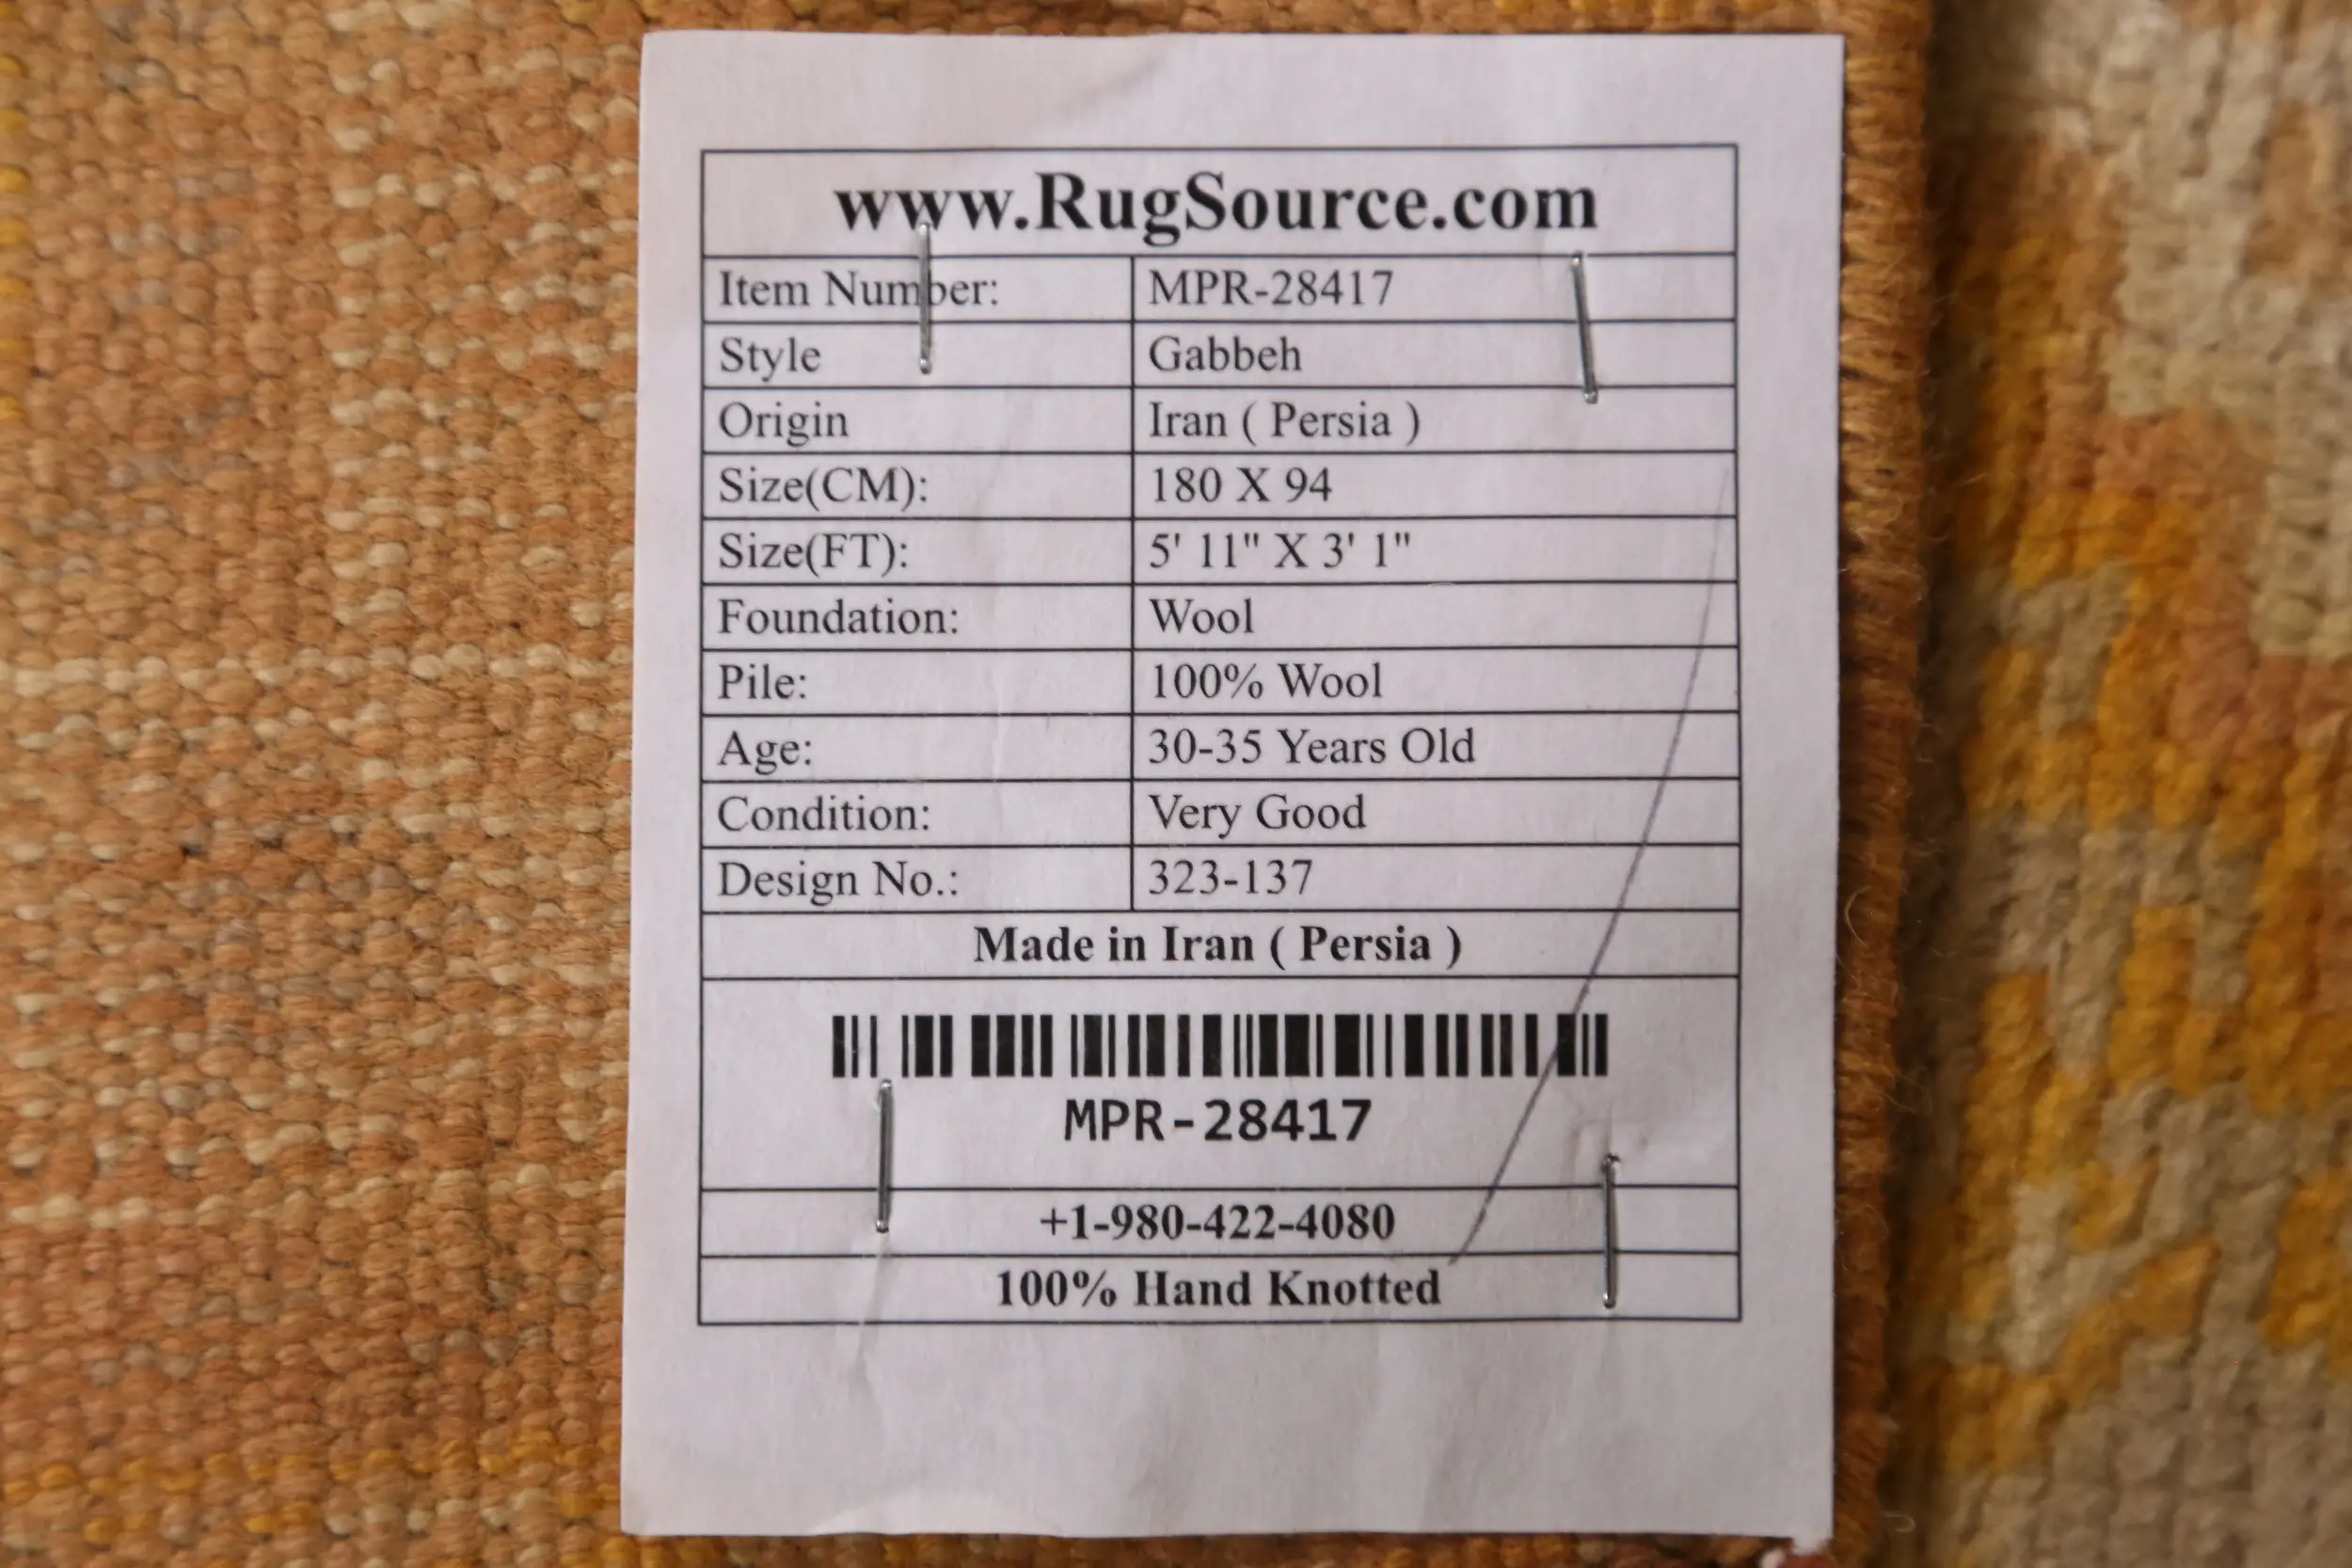 www.RugSource.com
Item Number: MPR-28417
Style Gabbeh
Origin Iran ( Persia )
Size(CM): 180 X 94
Size(FT): 5' 11" X 3' 1"
Foundation: Wool
Pile: 100% Wool
Age: 30-35 Years Old
Condition: Very Good
Design No.: 323-137
Made in Iran ( Persia )
MPR-28417
+1-980-422-4080
100% Hand Knotted